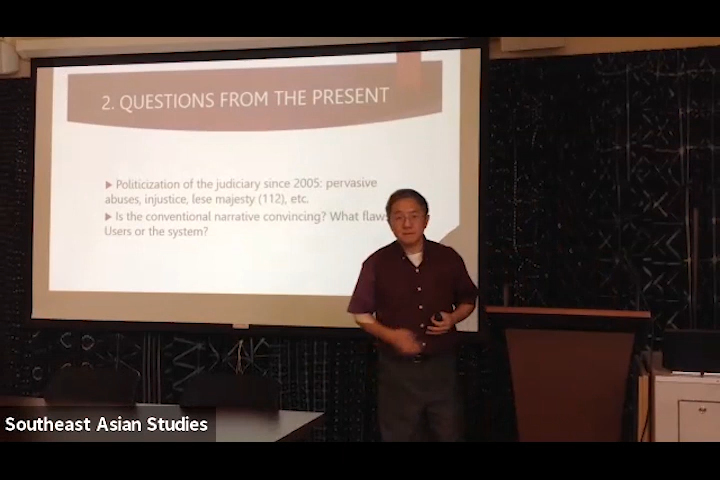 2. QUESTIONS FROM THE PRESENT
Politicization of the judiciary since 2005: pervasive
abuses, injustice, lese majesty (112), etc.
Is the conventional narrative convincing? What flaws
Users or the system?
Southeast Asian Studies